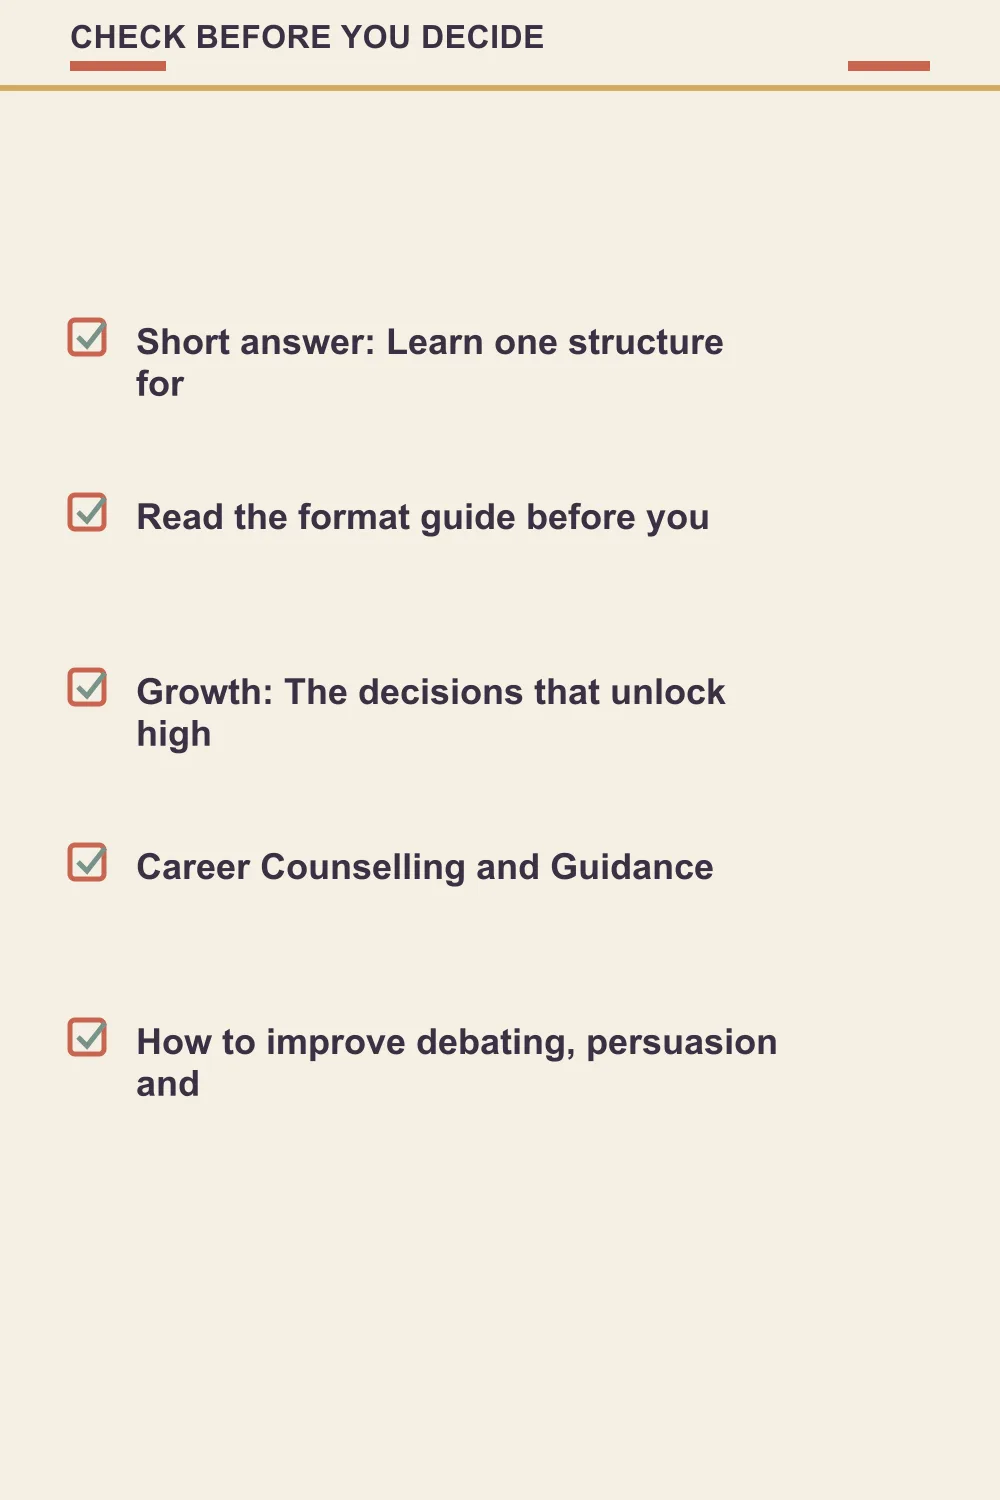 CHECK BEFORE YOU DECIDE
Short answer: Learn one structure
for
Read the format guide before you
Growth: The decisions that unlock
high
Career Counselling and Guidance
How to improve debating, persuasion
and